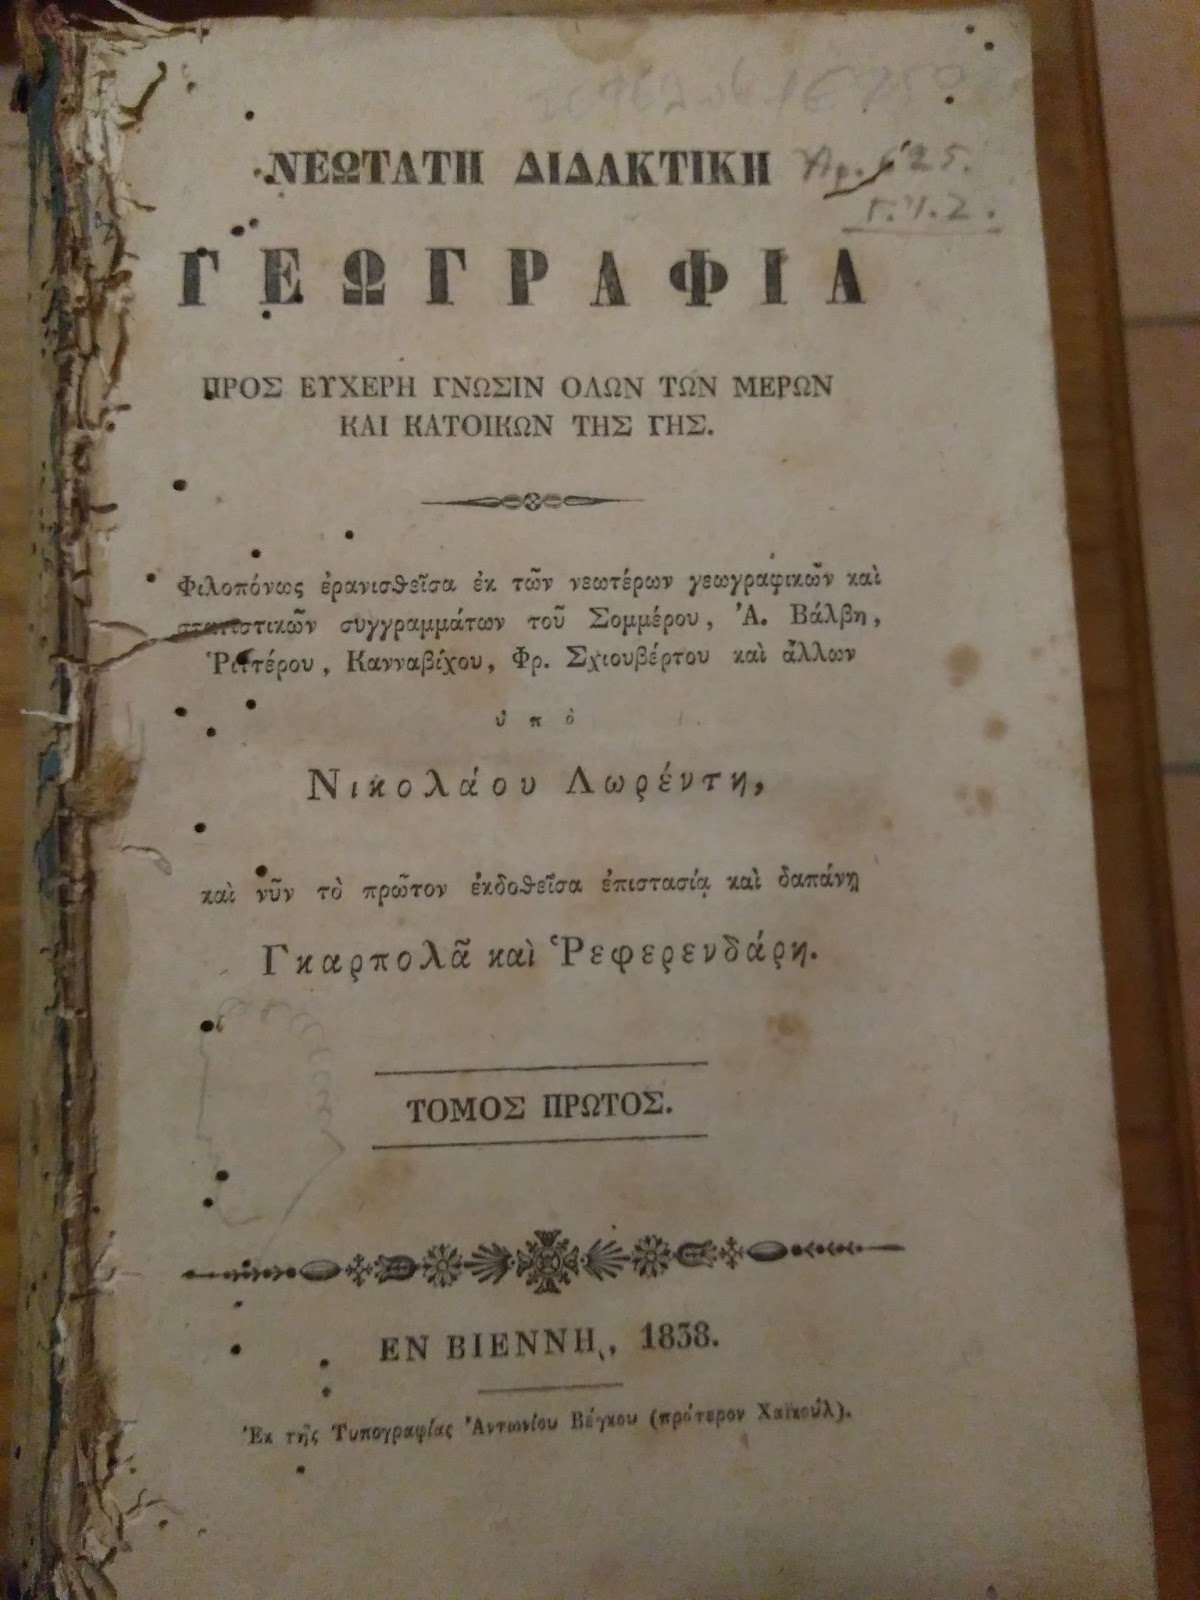 ΝΕΩΤΑΤΗ ΔΙΔΑΚΤΙΚΗ
ΓΕΩΓΡΑΦΙΑ
ΠΡΟΣ ΕΥΧΕΡΗ ΓΝΩΣΙΝ ΟΛΩΝ ΤΩΝ ΜΕΡΩΝ
ΚΑΙ ΚΑΤΟΙΚΩΝ ΤΗΣ ΓΗΣ.
Φιλοπόνως ἐρανισθεῖσα ἐκ τῶν νεωτέρων γεωγραφικῶν καὶ
στατιστικῶν συγγραμμάτων τοῦ Σομμέρου, Ἀ. Βάλβη,
Ῥιττέρου, Κανναβίχου, Φρ. Σχιουβέρτου καὶ ἄλλων
ὑπὸ
Νικολάου Λωρέντη,
καὶ νῦν τὸ πρῶτον ἐκδοθεῖσα ἐπιστασίᾳ καὶ δαπάνῃ
Γκαρπολᾶ καὶ Ῥεφερενδάρη.
ΤΟΜΟΣ ΠΡΩΤΟΣ.
ΕΝ ΒΙΕΝΝΗ, 1838.
Ἐκ τῆς Τυπογραφίας Ἀντωνίου Βέγκου (πρότερον Χαϊκούλ).